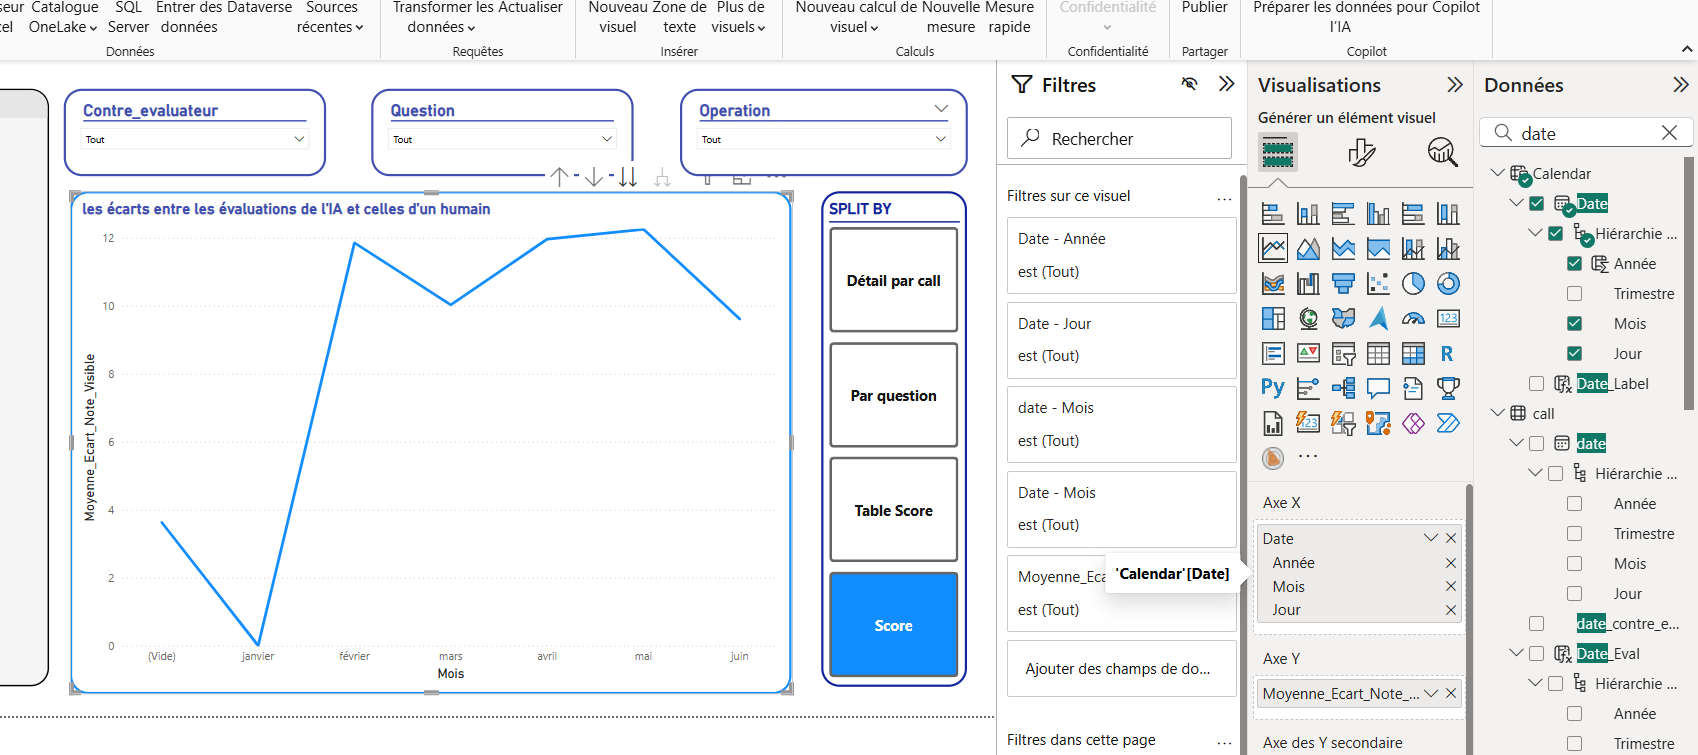 seur
cel
Catalogue
OneLake
SQL
Server
Entrer des
données
Dataverse
Sources
récentes
Données
Transformer les
données
Actualiser
Requêtes
Nouveau
visuel
Zone de
texte
Plus de
visuels
Insérer
Nouveau calcul de
visuel
Nouvelle
mesure
Mesure
rapide
Calculs
Confidentialité
Confidentialité
Publier
Partager
Préparer les données pour
l'IA
Copilot
Copilot
Contre_evaluateur
Tout
Question
Tout
Operation
Tout
les écarts entre les évaluations de l'IA et celles d'un humain
12
10
8
6
4
2
0
Moyenne_Ecart_Note_Visible
(Vide)
janvier
février
mars
avril
mai
juin
Mois
SPLIT BY
Détail par call
Par question
Table Score
Score
Filtres
Rechercher
Filtres sur ce visuel
...
Date - Année
est (Tout)
Date - Jour
est (Tout)
date - Mois
est (Tout)
Date - Mois
est (Tout)
Moyenne_Eca
est (Tout)
'Calendar'[Date]
Ajouter des champs de do...
Filtres dans cette page
...
Visualisations
Générer un élément visuel
123
R
Py
123
...
Axe X
Date
Année
Mois
Jour
Axe Y
Moyenne_Ecart_Note_...
Axe des Y secondaire
Données
date
Calendar
Date
Hiérarchie ...
Année
Trimestre
Mois
Jour
Date_Label
call
date
Hiérarchie ...
Année
Trimestre
Mois
Jour
date_contre_e...
Date_Eval
Hiérarchie ...
Année
Trimestre